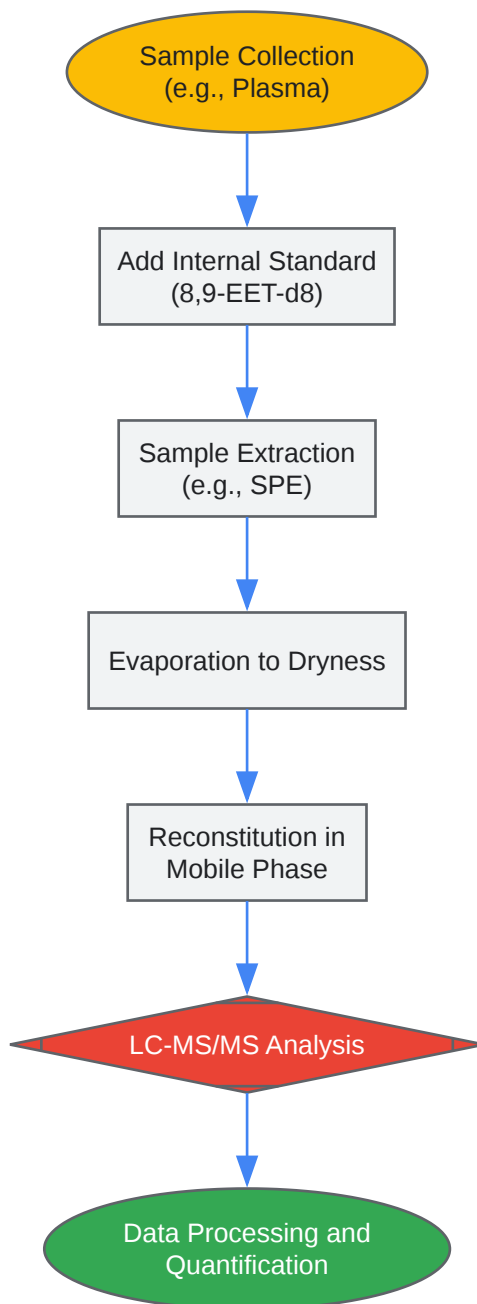 Sample Collection
(e.g., Plasma)
Add Internal Standard
(8,9-EET-d8)
Sample Extraction
(e.g., SPE)
Evaporation to Dryness
Reconstitution in
Mobile Phase
LC-MS/MS Analysis
Data Processing and
Quantification